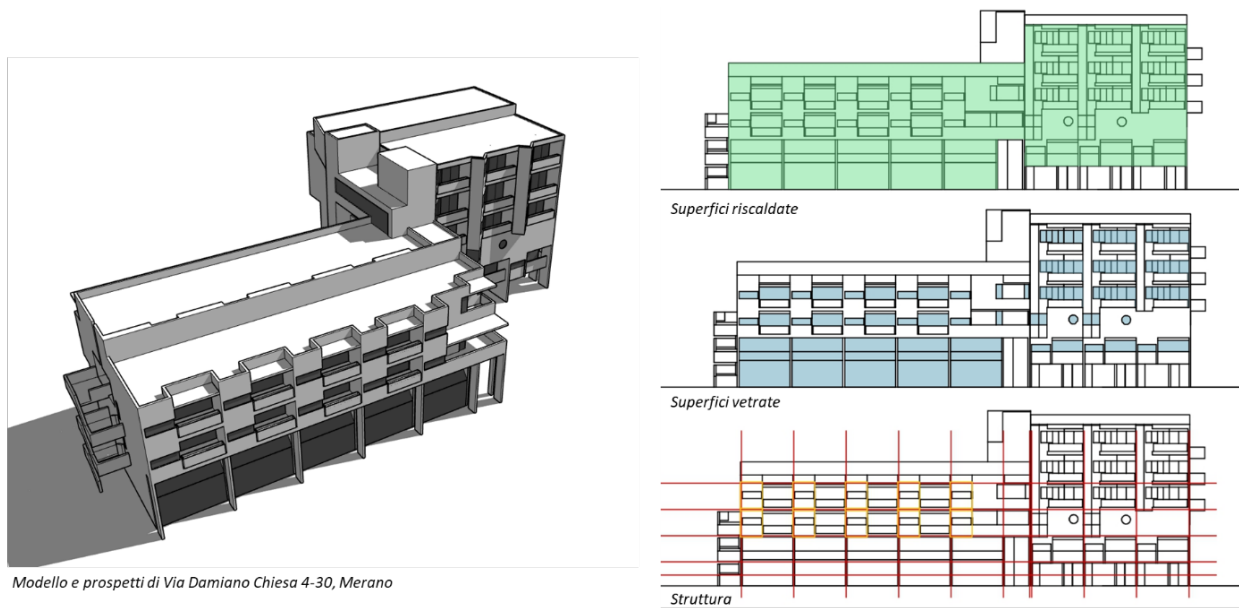 Superfici riscaldate
Superfici vetrate
Modello e prospetti di Via Damiano Chiesa 4-30, Merano
Struttura